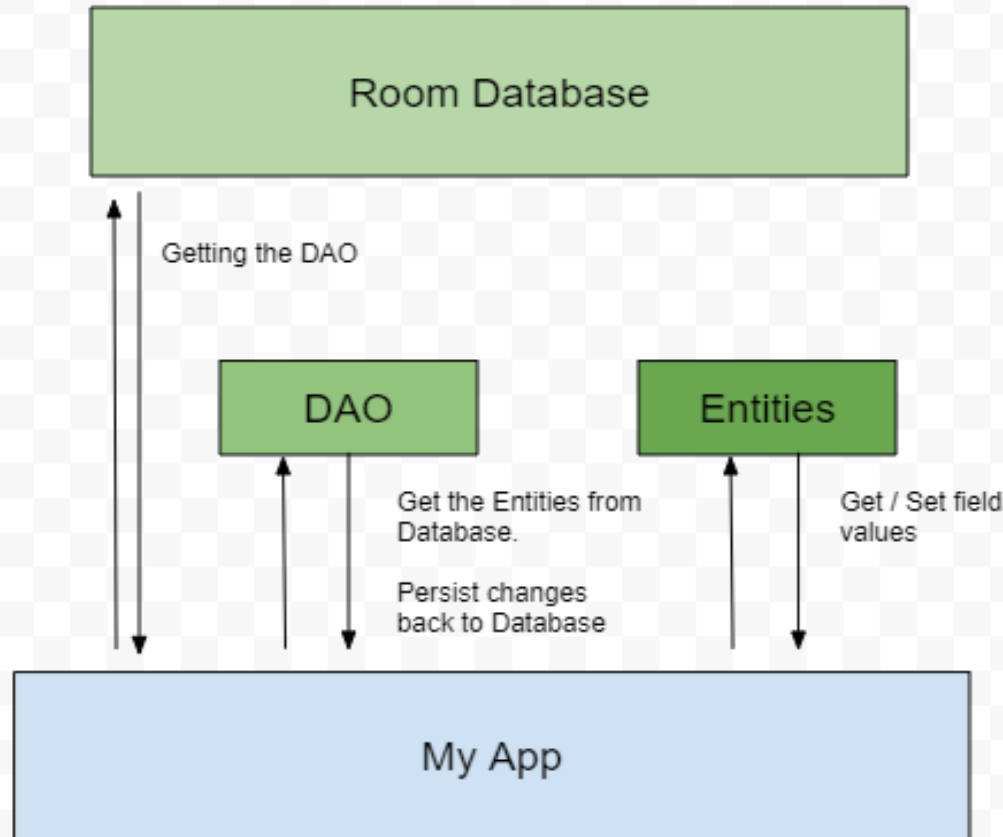 Room Database
Getting the DAO
DAO
Entities
Get the Entities from
Database.
Persist changes
back to Database
Get / Set field
values
My App